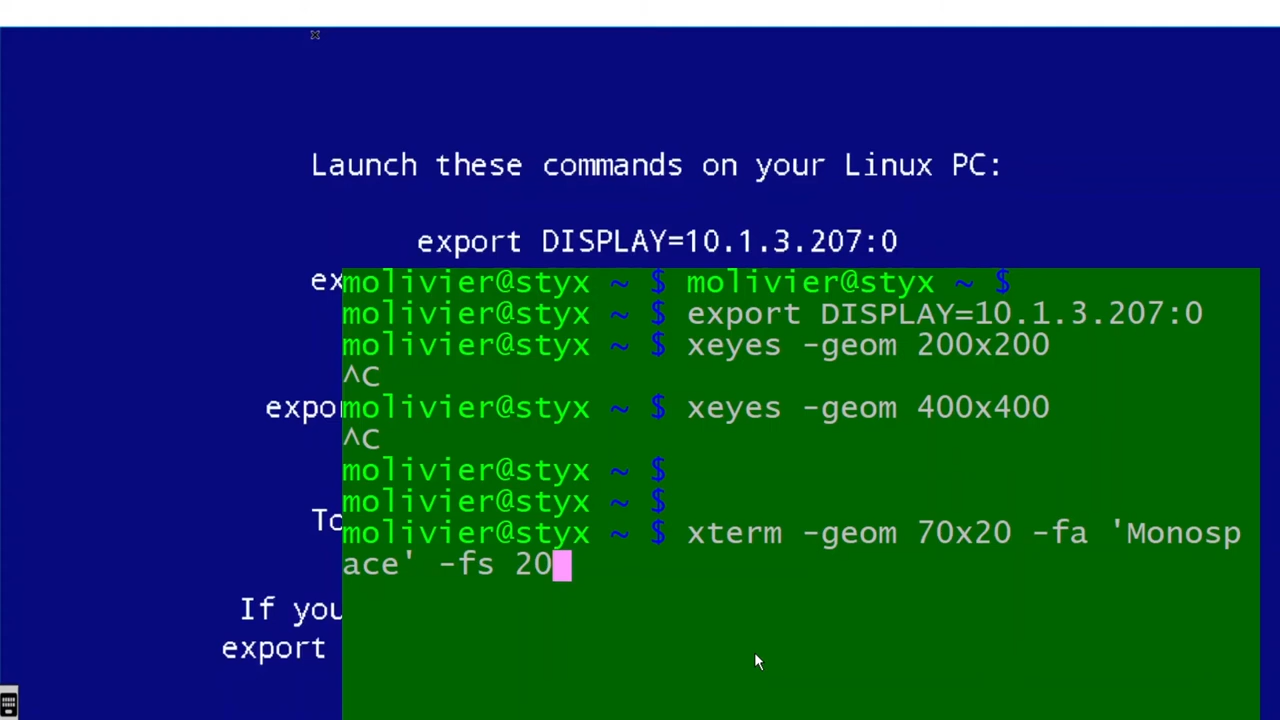 Launch these commands on your Linux PC:
export DISPLAY=10.1.3.207:0
ex
molivier@styx ~ $ molivier@styx ~ $
molivier@styx ~ $ export DISPLAY=10.1.3.207:0
molivier@styx ~ $ xeyes -geom 200x200
^C
expo
molivier@styx ~ $ xeyes -geom 400x400
^C
molivier@styx ~ $
molivier@styx ~ $
To
molivier@styx ~ $ xterm -geom 70x20 -fa 'Monosp
ace' -fs 20
If you
export